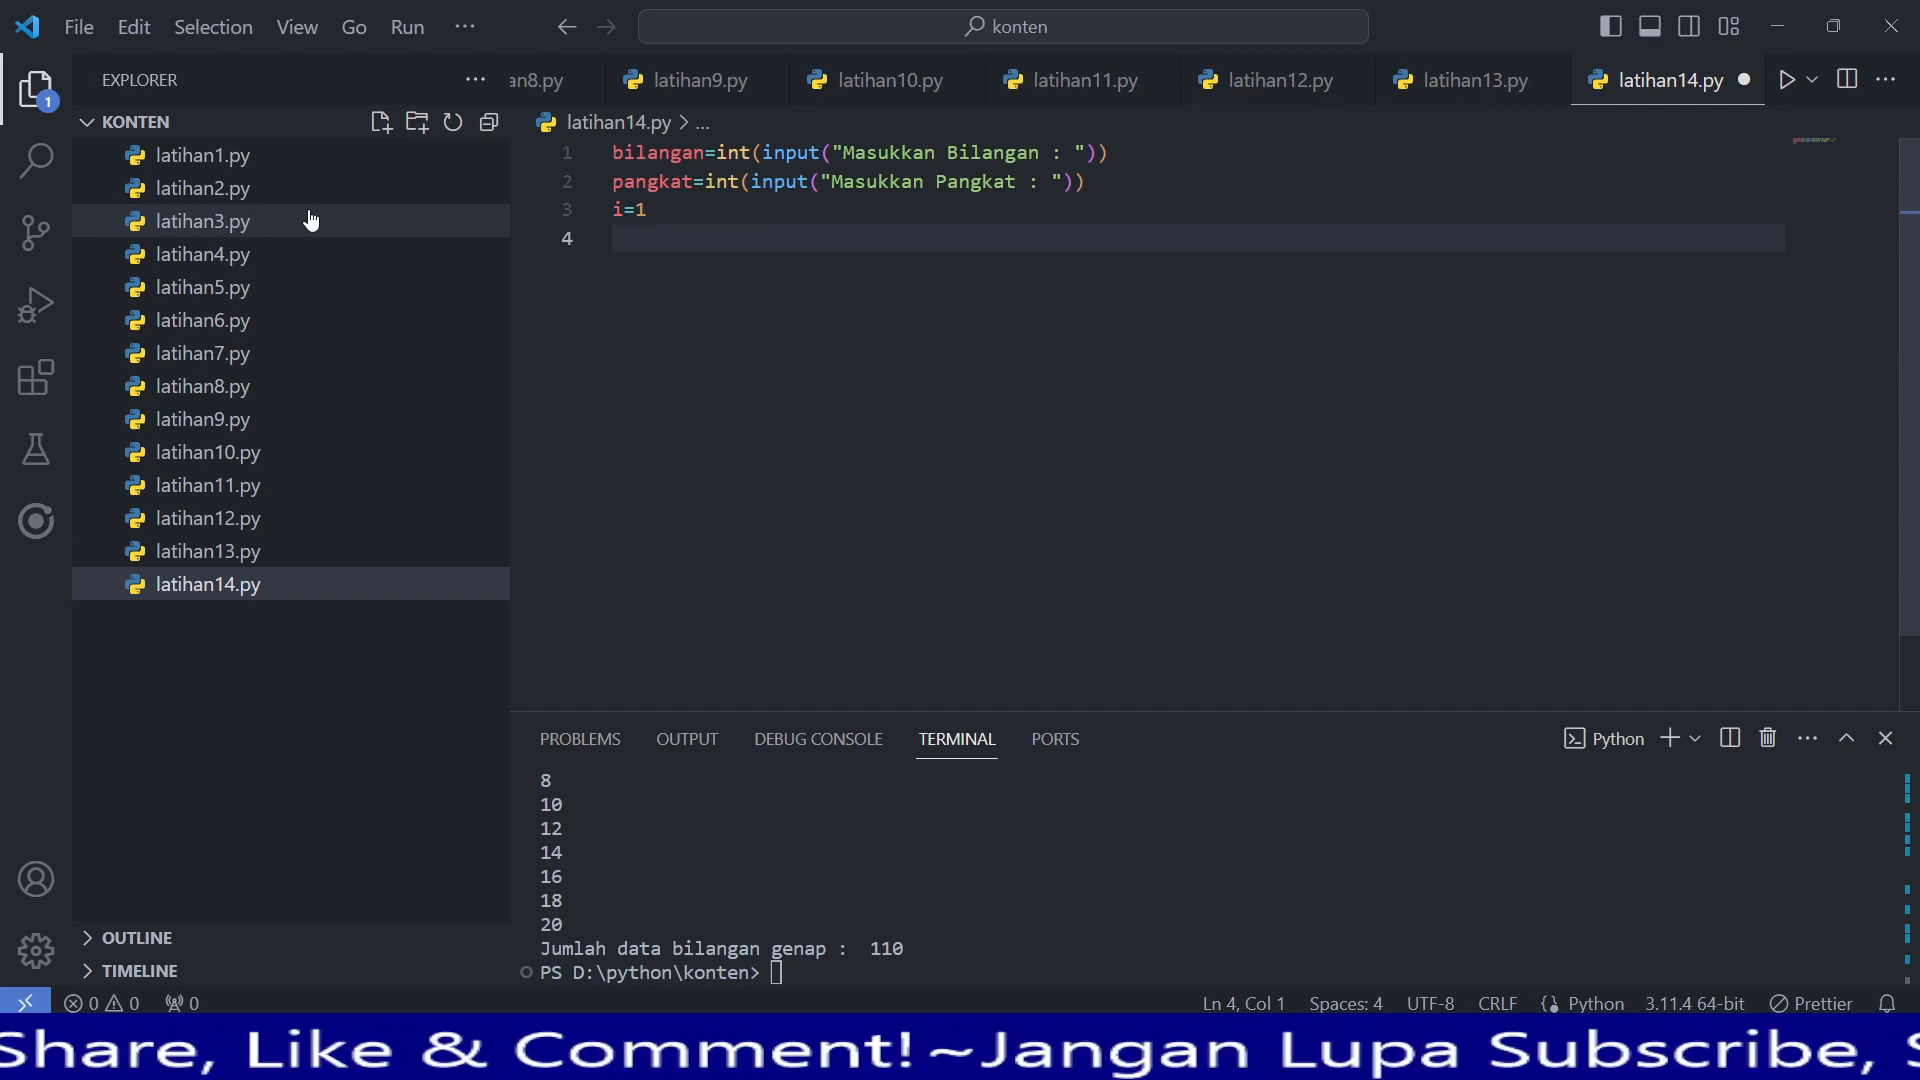 File Edit Selection View Go Run ···
konten
EXPLORER ···
an8.py latihan9.py latihan10.py latihan11.py latihan12.py latihan13.py latihan14.py
KONTEN
latihan1.py
latihan2.py
latihan3.py
latihan4.py
latihan5.py
latihan6.py
latihan7.py
latihan8.py
latihan9.py
latihan10.py
latihan11.py
latihan12.py
latihan13.py
latihan14.py
OUTLINE
TIMELINE
1
latihan14.py > ...
1 bilangan=int(input("Masukkan Bilangan : "))
2 pangkat=int(input("Masukkan Pangkat : "))
3 i=1
4
PROBLEMS OUTPUT DEBUG CONSOLE TERMINAL PORTS
Python
8
10
12
14
16
18
20
Jumlah data bilangan genap :  110
PS D:\python\konten>
0 0 0
Ln 4, Col 1 Spaces: 4 UTF-8 CRLF Python 3.11.4 64-bit Prettier
Share, Like & Comment! ~Jangan Lupa Subscribe, S